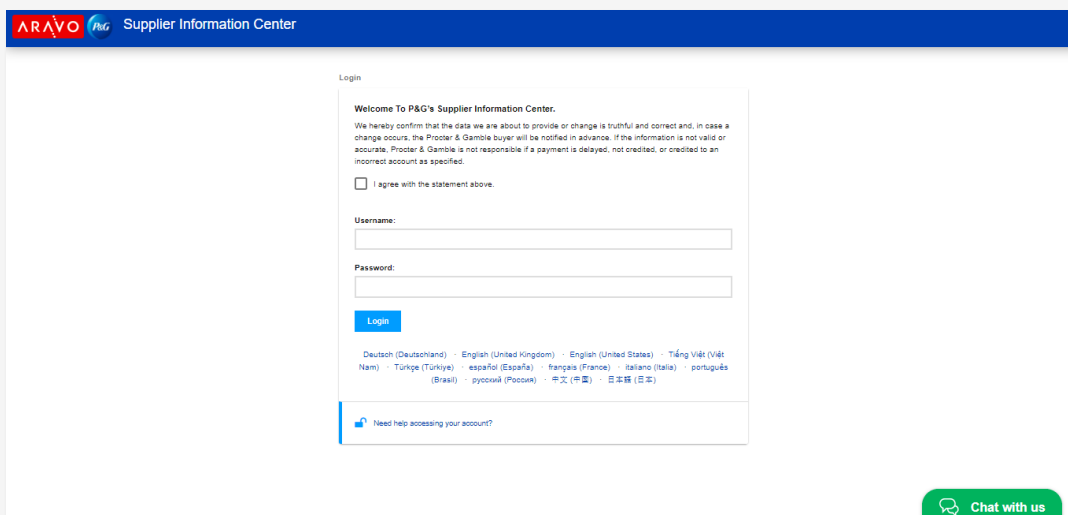 ARAVO P&G Supplier Information Center
Login
Welcome To P&G's Supplier Information Center.
We hereby confirm that the data we are about to provide or change is truthful and correct and, in case a
change occurs, the Procter & Gamble buyer will be notified in advance. If the information is not valid or
accurate, Procter & Gamble is not responsible if a payment is delayed, not credited, or credited to an
incorrect account as specified.
I agree with the statement above.
Username:
Password:
Login
Deutsch (Deutschland) · English (United Kingdom) · English (United States) · Tiếng Việt (Việt
Nam) · Türkçe (Türkiye) · español (España) · français (France) · italiano (Italia) · português
(Brasil) · русский (Россия) · 中文 (中国) · 日本語 (日本)
Need help accessing your account?
Chat with us